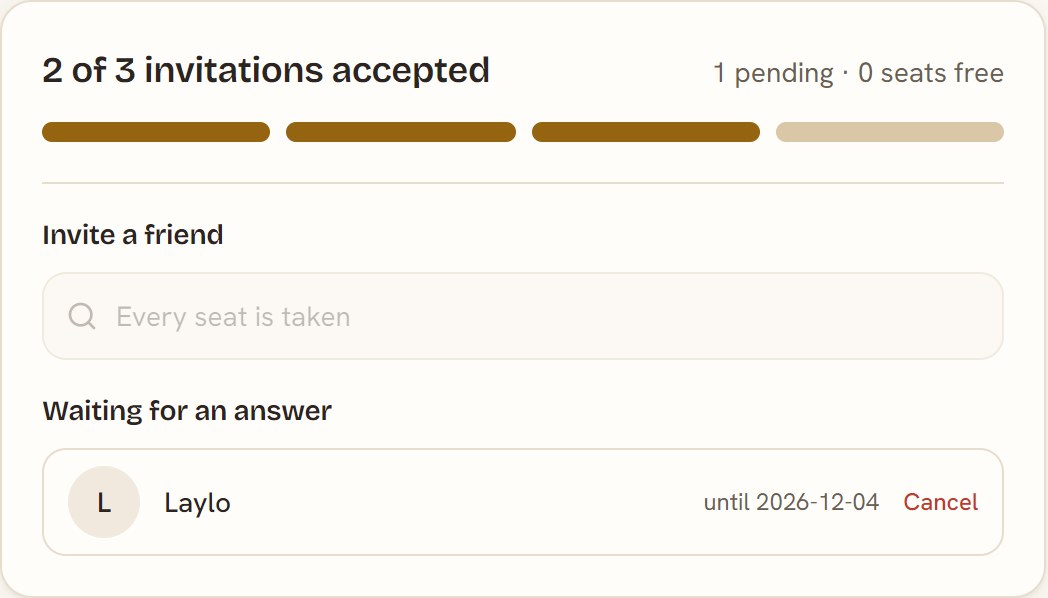 2 of 3 invitations accepted
1 pending · 0 seats free
Invite a friend
Every seat is taken
Waiting for an answer
L
Laylo
until 2026-12-04
Cancel